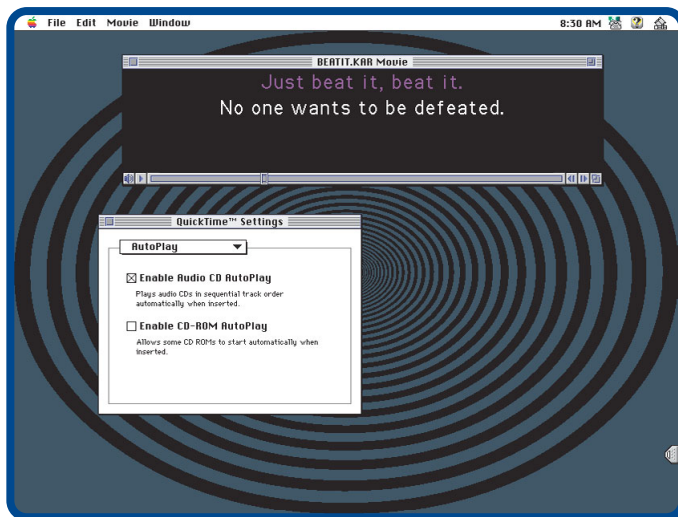 File Edit Movie Window 8:30 AM
BEATIT.KAR Movie
Just beat it, beat it.
No one wants to be defeated.
QuickTime™ Settings
AutoPlay
Enable Audio CD AutoPlay
Plays audio CDs in sequential track order
automatically when inserted.
Enable CD-ROM AutoPlay
Allows some CD ROMs to start automatically when
inserted.